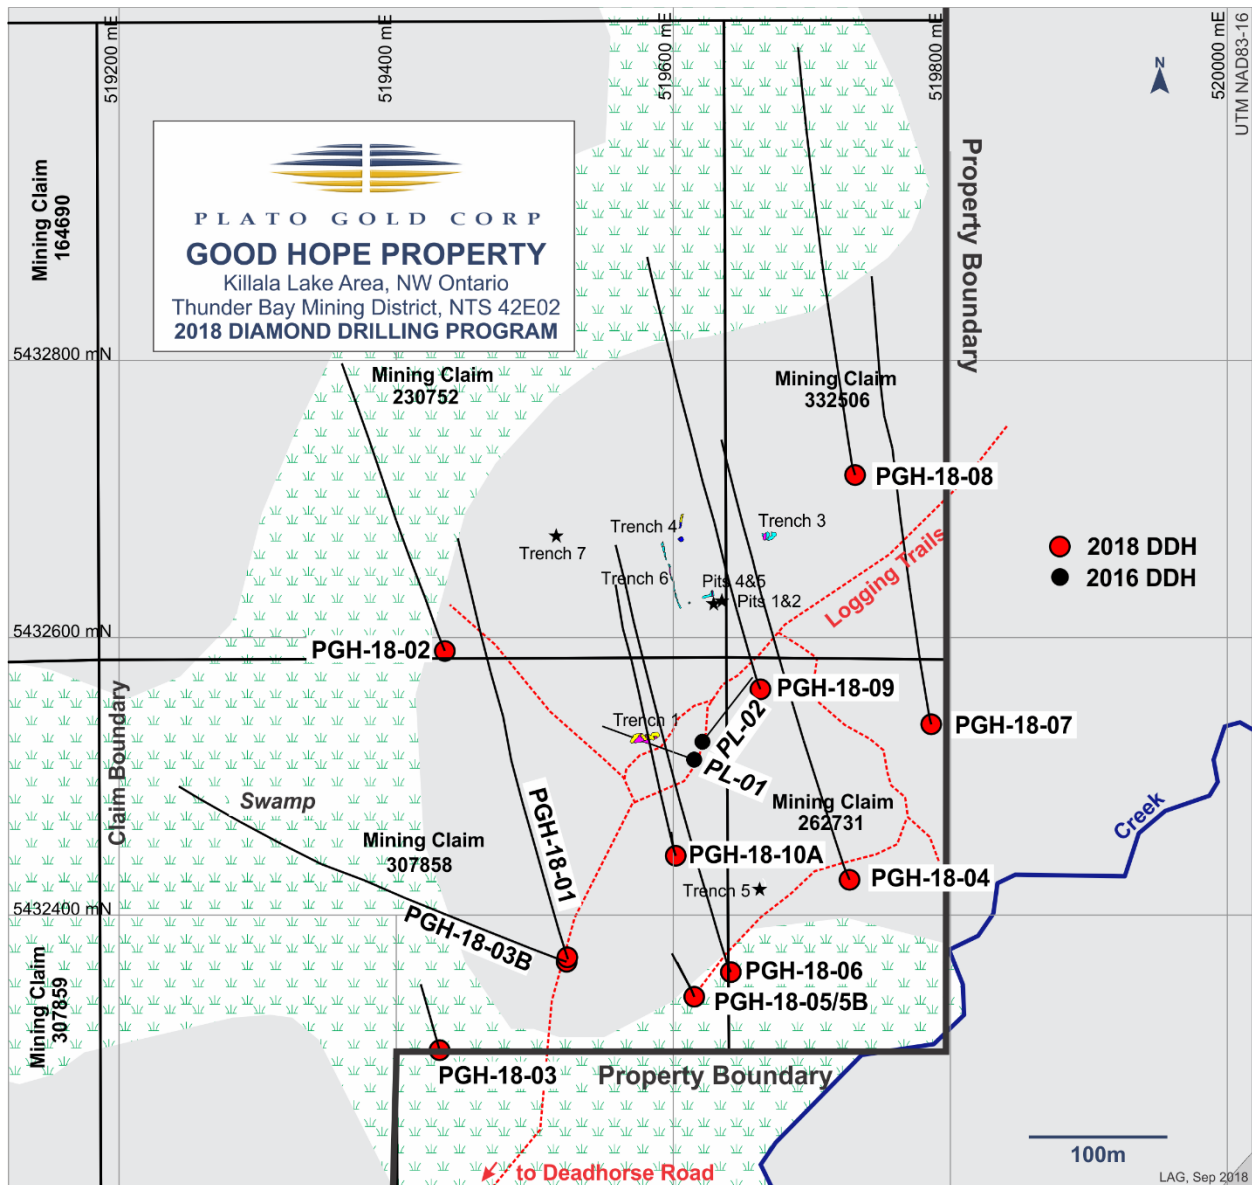 519200 mE
519400 mE
519600 mE
519800 mE
520000 mE
UTM NAD83-16
N
Mining Claim
164690
PLATO GOLD CORP
GOOD HOPE PROPERTY
Killala Lake Area, NW Ontario
Thunder Bay Mining District, NTS 42E02
2018 DIAMOND DRILLING PROGRAM
Property Boundary
5432800 mN
Mining Claim
230752
Mining Claim
332506
PGH-18-08
Trench 4
Trench 3
Trench 7
Trench 6
Pits 4&5
Pits 1&2
Logging Trails
2018 DDH
2016 DDH
5432600 mN
PGH-18-02
PGH-18-09
PGH-18-07
Trench 1
PL-02
PL-01
Claim Boundary
Swamp
PGH-18-01
Mining Claim
262731
Creek
Mining Claim
307858
PGH-18-10A
PGH-18-04
Trench 5
5432400 mN
PGH-18-03B
Mining Claim
307859
PGH-18-06
PGH-18-05/5B
PGH-18-03
Property Boundary
100m
to Deadhorse Road
LAG, Sep 2018